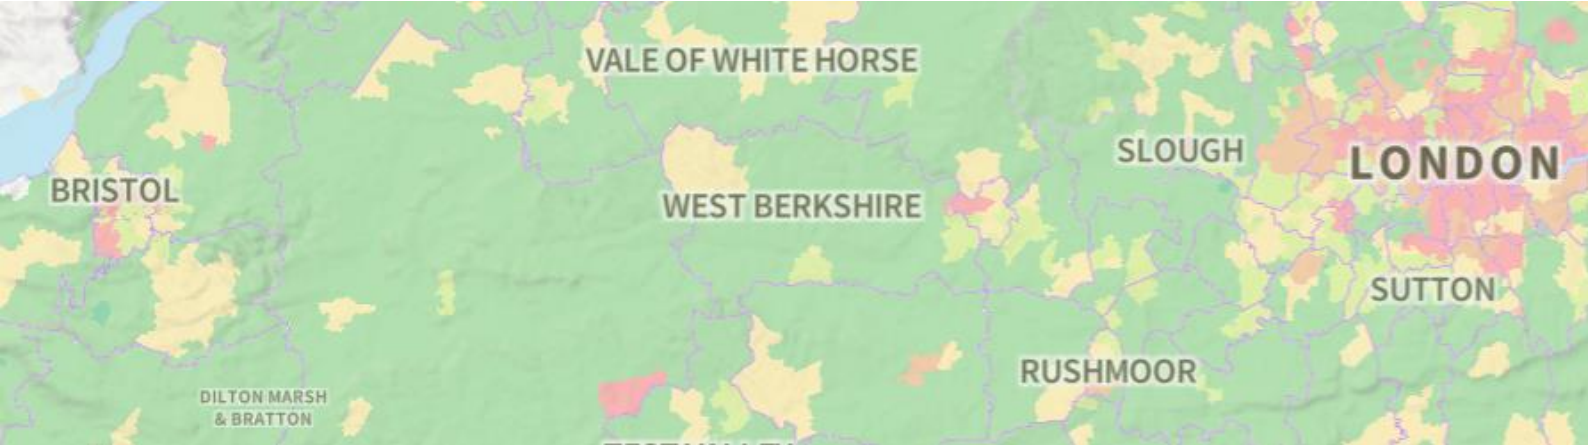 VALE OF WHITE HORSE
SLOUGH
LONDON
BRISTOL
WEST BERKSHIRE
SUTTON
RUSHMOOR
DILTON MARSH
& BRATTON